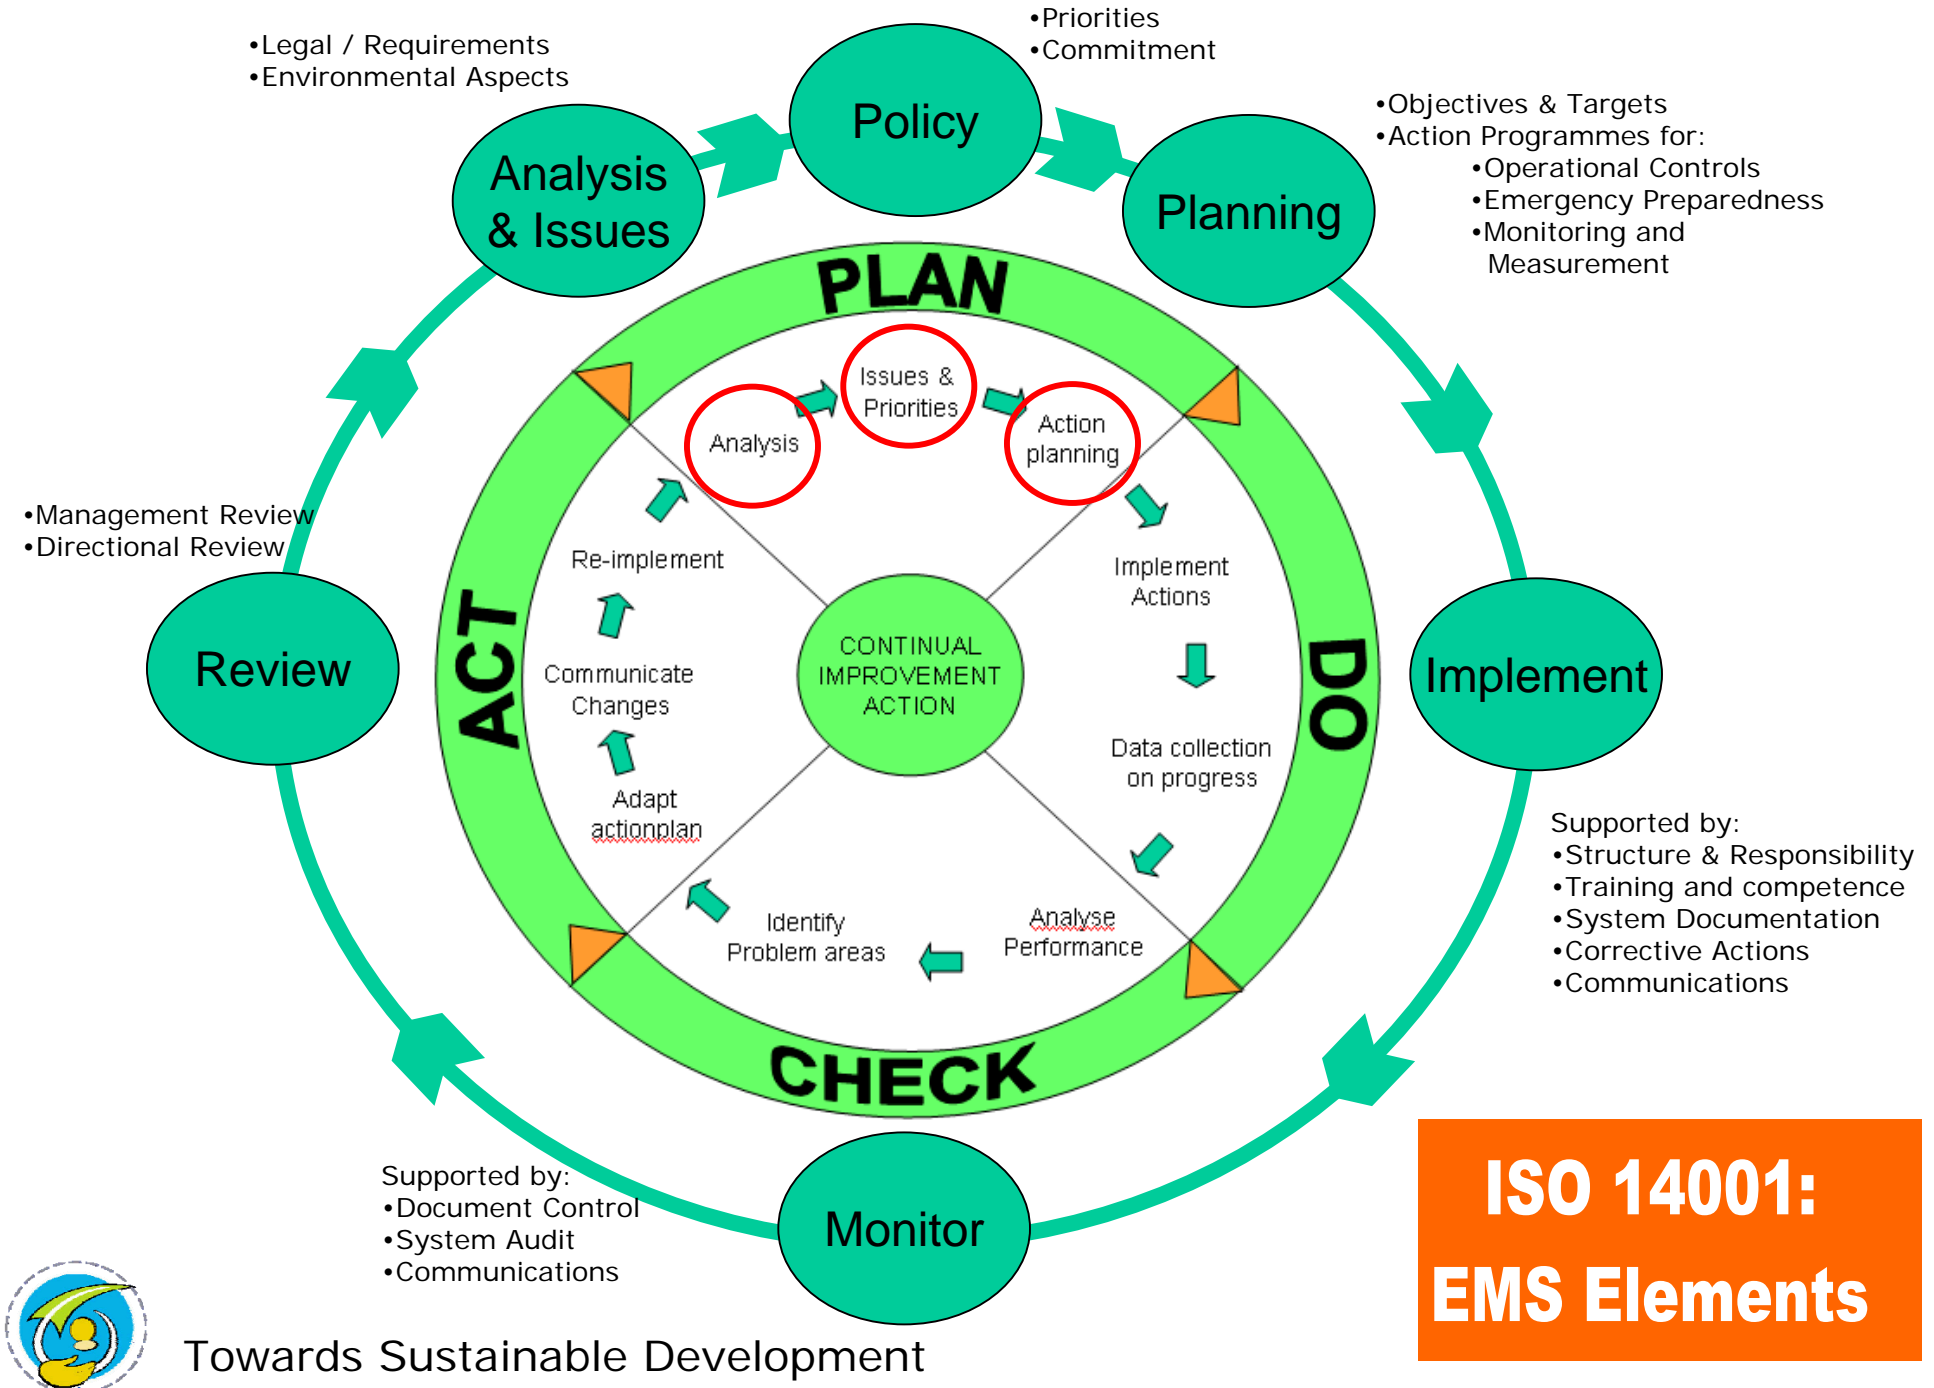 •Priorities
•Commitment
•Legal / Requirements
•Environmental Aspects
Policy
•Objectives & Targets
•Action Programmes for:
•Operational Controls
•Emergency Preparedness
•Monitoring and
Measurement
Analysis
& Issues
Planning
PLAN
Issues &
Priorities
Analysis
Action
planning
•Management Review
•Directional Review
Re-implement
Implement
Actions
ACT
DO
Review
Implement
CONTINUAL
IMPROVEMENT
ACTION
Communicate
Changes
Data collection
on progress
Adapt
actionplan
Supported by:
•Structure & Responsibility
•Training and competence
•System Documentation
•Corrective Actions
•Communications
Identify
Problem areas
Analyse
Performance
CHECK
Supported by:
•Document Control
•System Audit
•Communications
Monitor
ISO 14001:
EMS Elements
Towards Sustainable Development